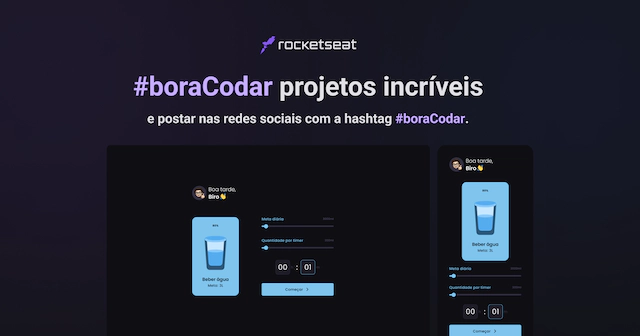 rocketseat
#boraCodar projetos incríveis
e postar nas redes sociais com a hashtag #boraCodar.
Boa tarde,
Biro 👋
Beber água
Meta: 2L
Meta diária
Quantidade por timer
00 : 01
Começar
Boa tarde,
Biro 👋
Beber água
Meta: 2L
Meta diária
Quantidade por timer
00 : 01
Começar